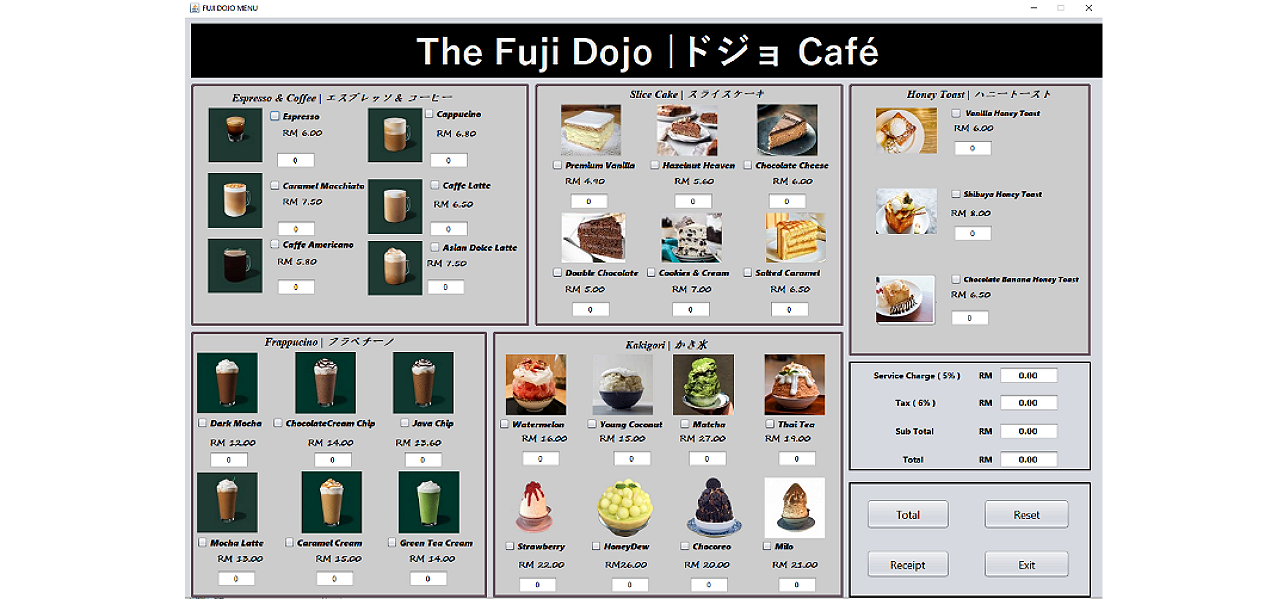 FUJI DOJO MENU
The Fuji Dojo |ドジョ Café
Espresso & Coffee | エスプレッソ & コーヒー
Espresso
RM 6.00
0
Cappucino
RM 6.80
0
Caramel Macchiato
RM 7.50
0
Caffe Latte
RM 6.50
0
Caffe Americano
RM 5.80
0
Asian Dolce Latte
RM 7.50
0
Slice Cake | スライスケーキ
Premium Vanilla
RM 4.90
0
Hazelnut Heaven
RM 5.60
0
Chocolate Cheese
RM 6.00
0
Double Chocolate
RM 5.00
0
Cookies & Cream
RM 7.00
0
Salted Caramel
RM 6.50
0
Honey Toast | ハニートースト
Vanilla Honey Toast
RM 6.00
0
Shibuya Honey Toast
RM 8.00
0
Chocolate Banana Honey Toast
RM 6.50
0
Frappucino | フラペチーノ
Dark Mocha
RM 12.00
0
ChocolateCream Chip
RM 14.00
0
Java Chip
RM 13.60
0
Mocha Latte
RM 13.00
0
Caramel Cream
RM 15.00
0
Green Tea Cream
RM 14.00
0
Kakigori | かき氷
Watermelon
RM 16.00
0
Young Coconut
RM 15.00
0
Matcha
RM 27.00
0
Thai Tea
RM 19.00
0
Strawberry
RM 22.00
0
HoneyDew
RM26.00
0
Chocoreo
RM 20.00
0
Milo
RM 21.00
0
Service Charge ( 5% ) RM 0.00
Tax ( 6% ) RM 0.00
Sub Total RM 0.00
Total RM 0.00
Total
Reset
Receipt
Exit